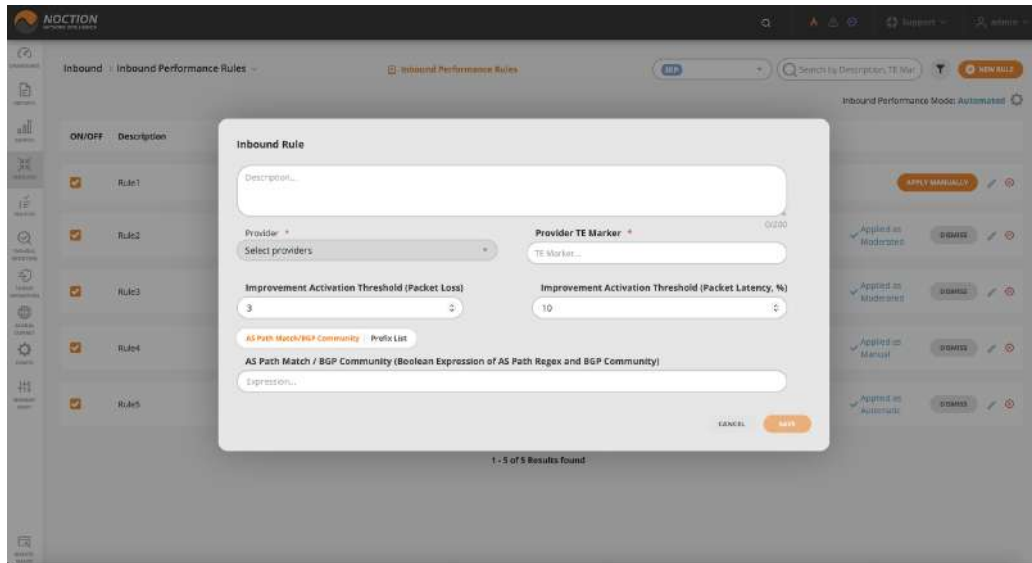 NOCTION
Support
admin
Inbound
Inbound Performance Rules
Inbound Performance Rules
IRP
Search by Description, TE Mar
NEW RULE
Inbound Performance Mode: Automated
ON/OFF
Description
Rule1
APPLY MANUALLY
Rule2
Applied as
Moderated
DISMISS
Rule3
Applied as
Moderated
DISMISS
Rule4
Applied as
Manual
DISMISS
Rule5
Applied as
Automatic
DISMISS
Inbound Rule
Description...
0/200
Provider *
Provider TE Marker *
Select providers
TE Marker...
Improvement Activation Threshold (Packet Loss)
Improvement Activation Threshold (Packet Latency, %)
3
10
AS Path Match/BGP Community
Prefix List
AS Path Match / BGP Community (Boolean Expression of AS Path Regex and BGP Community)
Expression...
CANCEL
SAVE
1 - 5 of 5 Results found